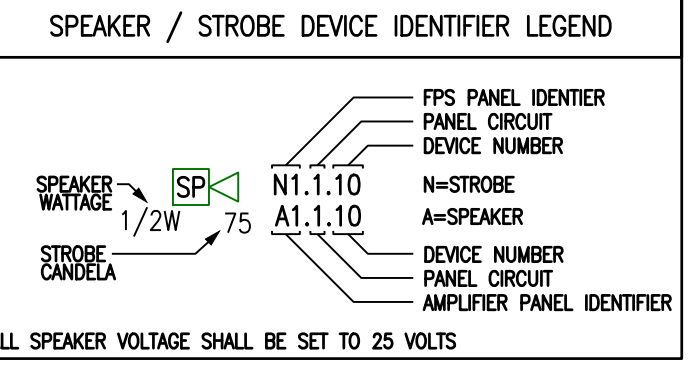 SPEAKER / STROBE DEVICE IDENTIFIER LEGEND
FPS PANEL IDENTIER
PANEL CIRCUIT
DEVICE NUMBER
SPEAKER
WATTAGE
1/2W
SP
75
N1.1.10
N=STROBE
A1.1.10
A=SPEAKER
STROBE
CANDELA
DEVICE NUMBER
PANEL CIRCUIT
AMPLIFIER PANEL IDENTIFIER
LL SPEAKER VOLTAGE SHALL BE SET TO 25 VOLTS